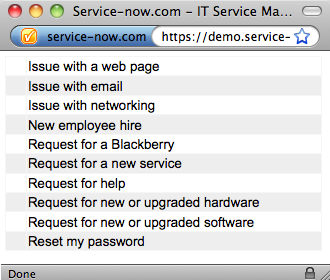 Service-now.com – IT Service Ma...
service-now.com https://demo.service-
Issue with a web page
Issue with email
Issue with networking
New employee hire
Request for a Blackberry
Request for a new service
Request for help
Request for new or upgraded hardware
Request for new or upgraded software
Reset my password
Done